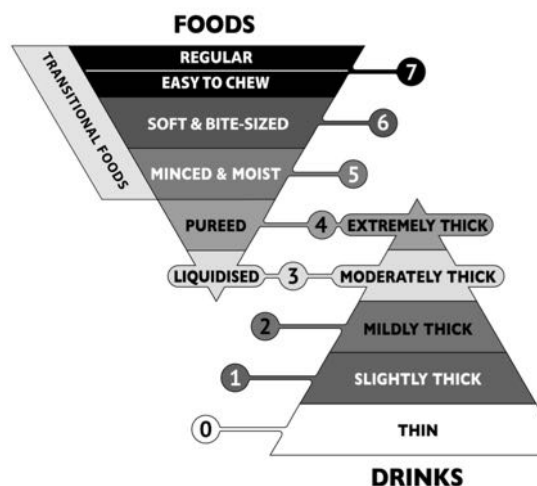 FOODS
REGULAR
EASY TO CHEW
7
TRANSITIONAL FOODS
SOFT & BITE-SIZED
6
MINCED & MOIST
5
PUREED
4
EXTREMELY THICK
LIQUIDISED
3
MODERATELY THICK
2
MILDLY THICK
1
SLIGHTLY THICK
0
THIN
DRINKS